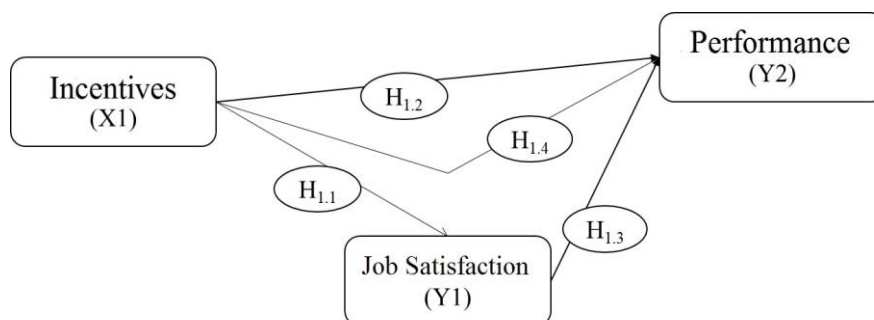 Performance
(Y2)
Incentives
(X1)
H1.2
H1.4
H1.1
H1.3
Job Satisfaction
(Y1)